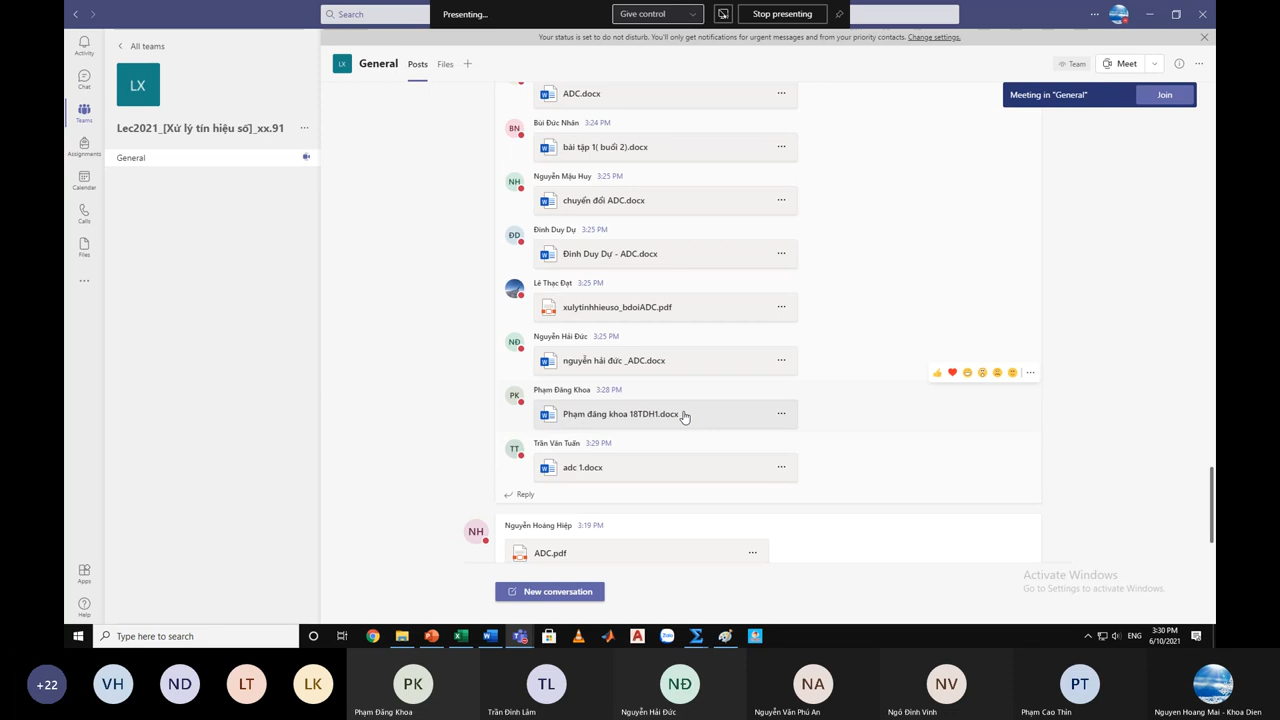 Search
Presenting...
Give control
Stop presenting
Your status is set to do not disturb. You'll only get notifications for urgent messages and from your priority contacts. Change settings.
Activity
Chat
Teams
Assignments
Calendar
Calls
Files
Apps
Help
All teams
LX
Lec2021_[Xử lý tín hiệu số]_xx.91
General
LX
General
Posts
Files
Team
Meet
Meeting in "General"
Join
ADC.docx
BN
Bùi Đức Nhân 3:24 PM
bài tập 1( buổi 2).docx
NH
Nguyễn Mậu Huy 3:25 PM
chuyển đổi ADC.docx
ĐD
Đinh Duy Dự 3:25 PM
Đinh Duy Dự - ADC.docx
Lê Thạc Đạt 3:25 PM
xulytinhhieuso_bdoiADC.pdf
NĐ
Nguyễn Hải Đức 3:25 PM
nguyễn hải đức _ADC.docx
PK
Phạm Đăng Khoa 3:28 PM
Phạm đăng khoa 18TDH1.docx
TT
Trần Văn Tuấn 3:29 PM
adc 1.docx
Reply
NH
Nguyễn Hoàng Hiệp 3:19 PM
ADC.pdf
New conversation
Activate Windows
Go to Settings to activate Windows.
Type here to search
ENG
3:30 PM
6/10/2021
+22
VH
ND
LT
LK
PK
Phạm Đăng Khoa
TL
Trần Đình Lâm
NĐ
Nguyễn Hải Đức
NA
Nguyễn Văn Phú An
NV
Ngô Đình Vinh
PT
Phạm Cao Thìn
Nguyen Hoang Mai - Khoa Dien